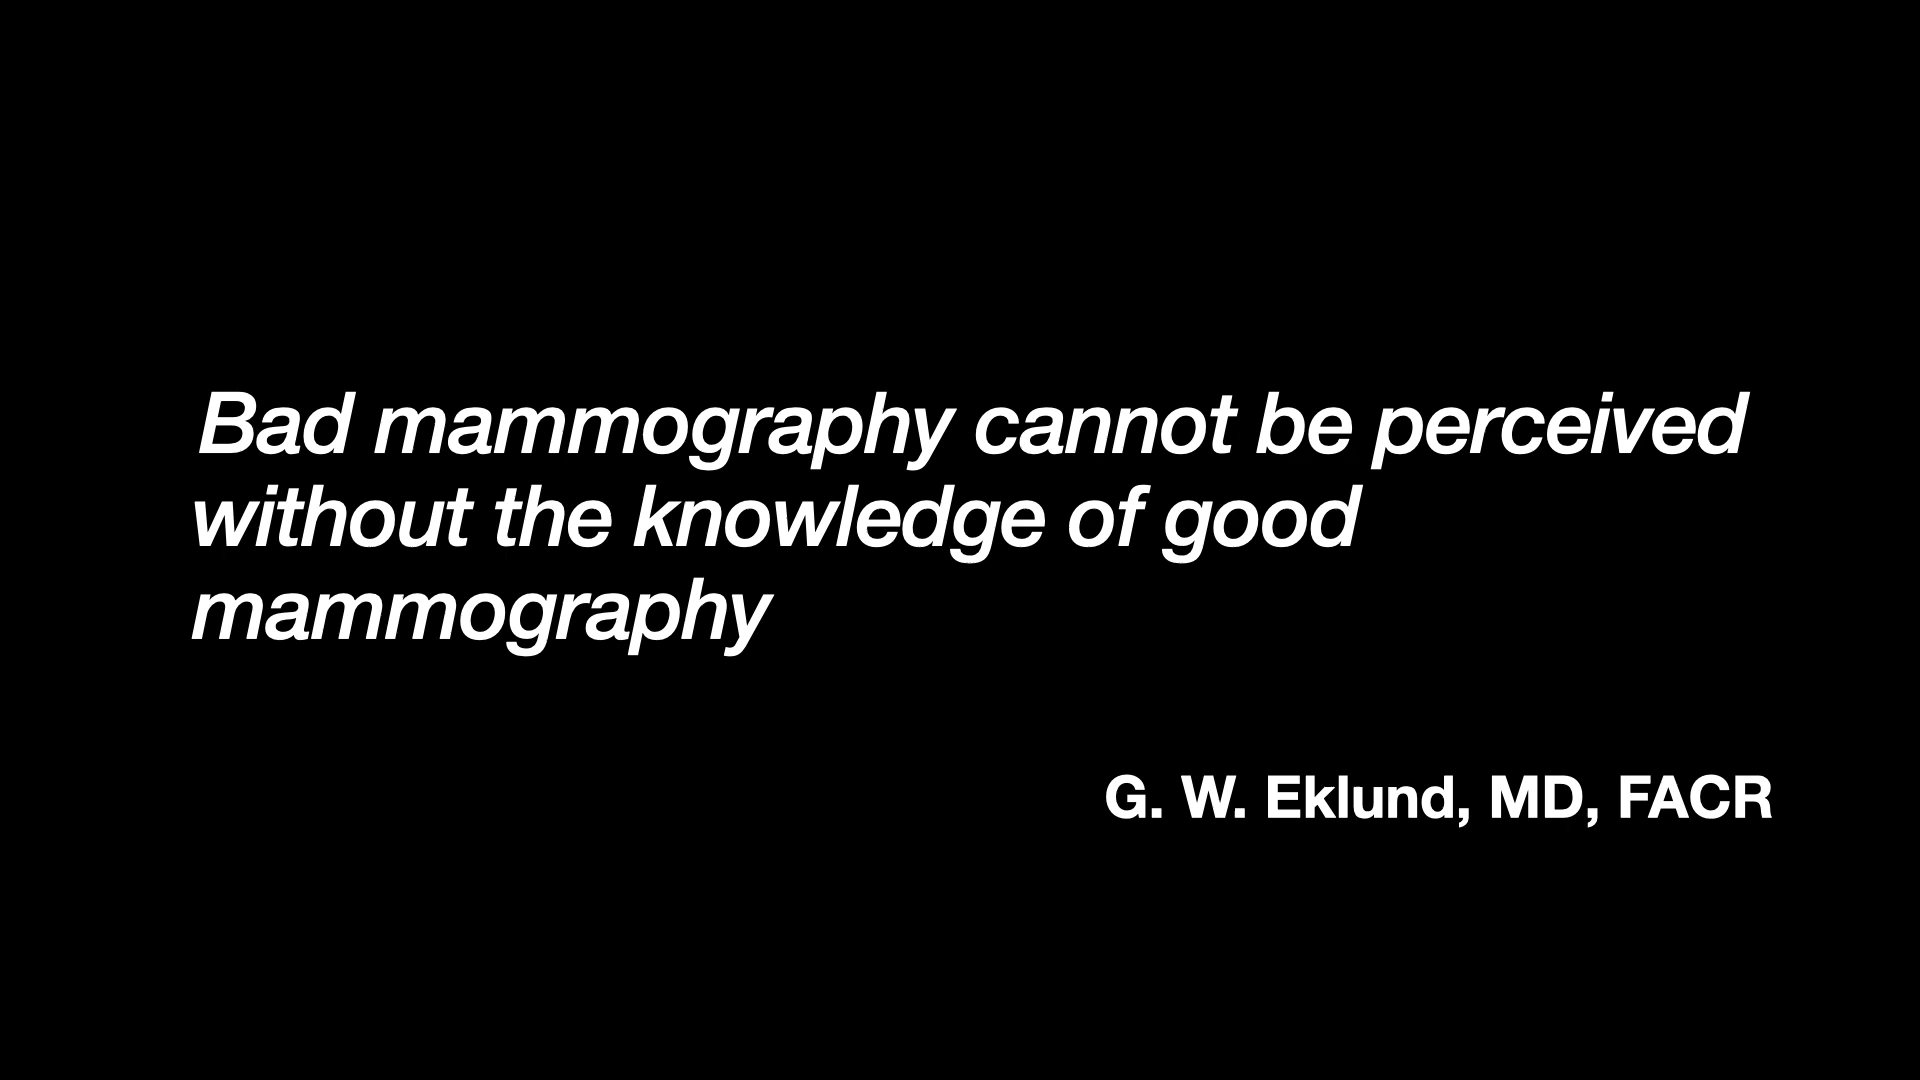 Bad mammography cannot be perceived
without the knowledge of good
mammography
G. W. Eklund, MD, FACR